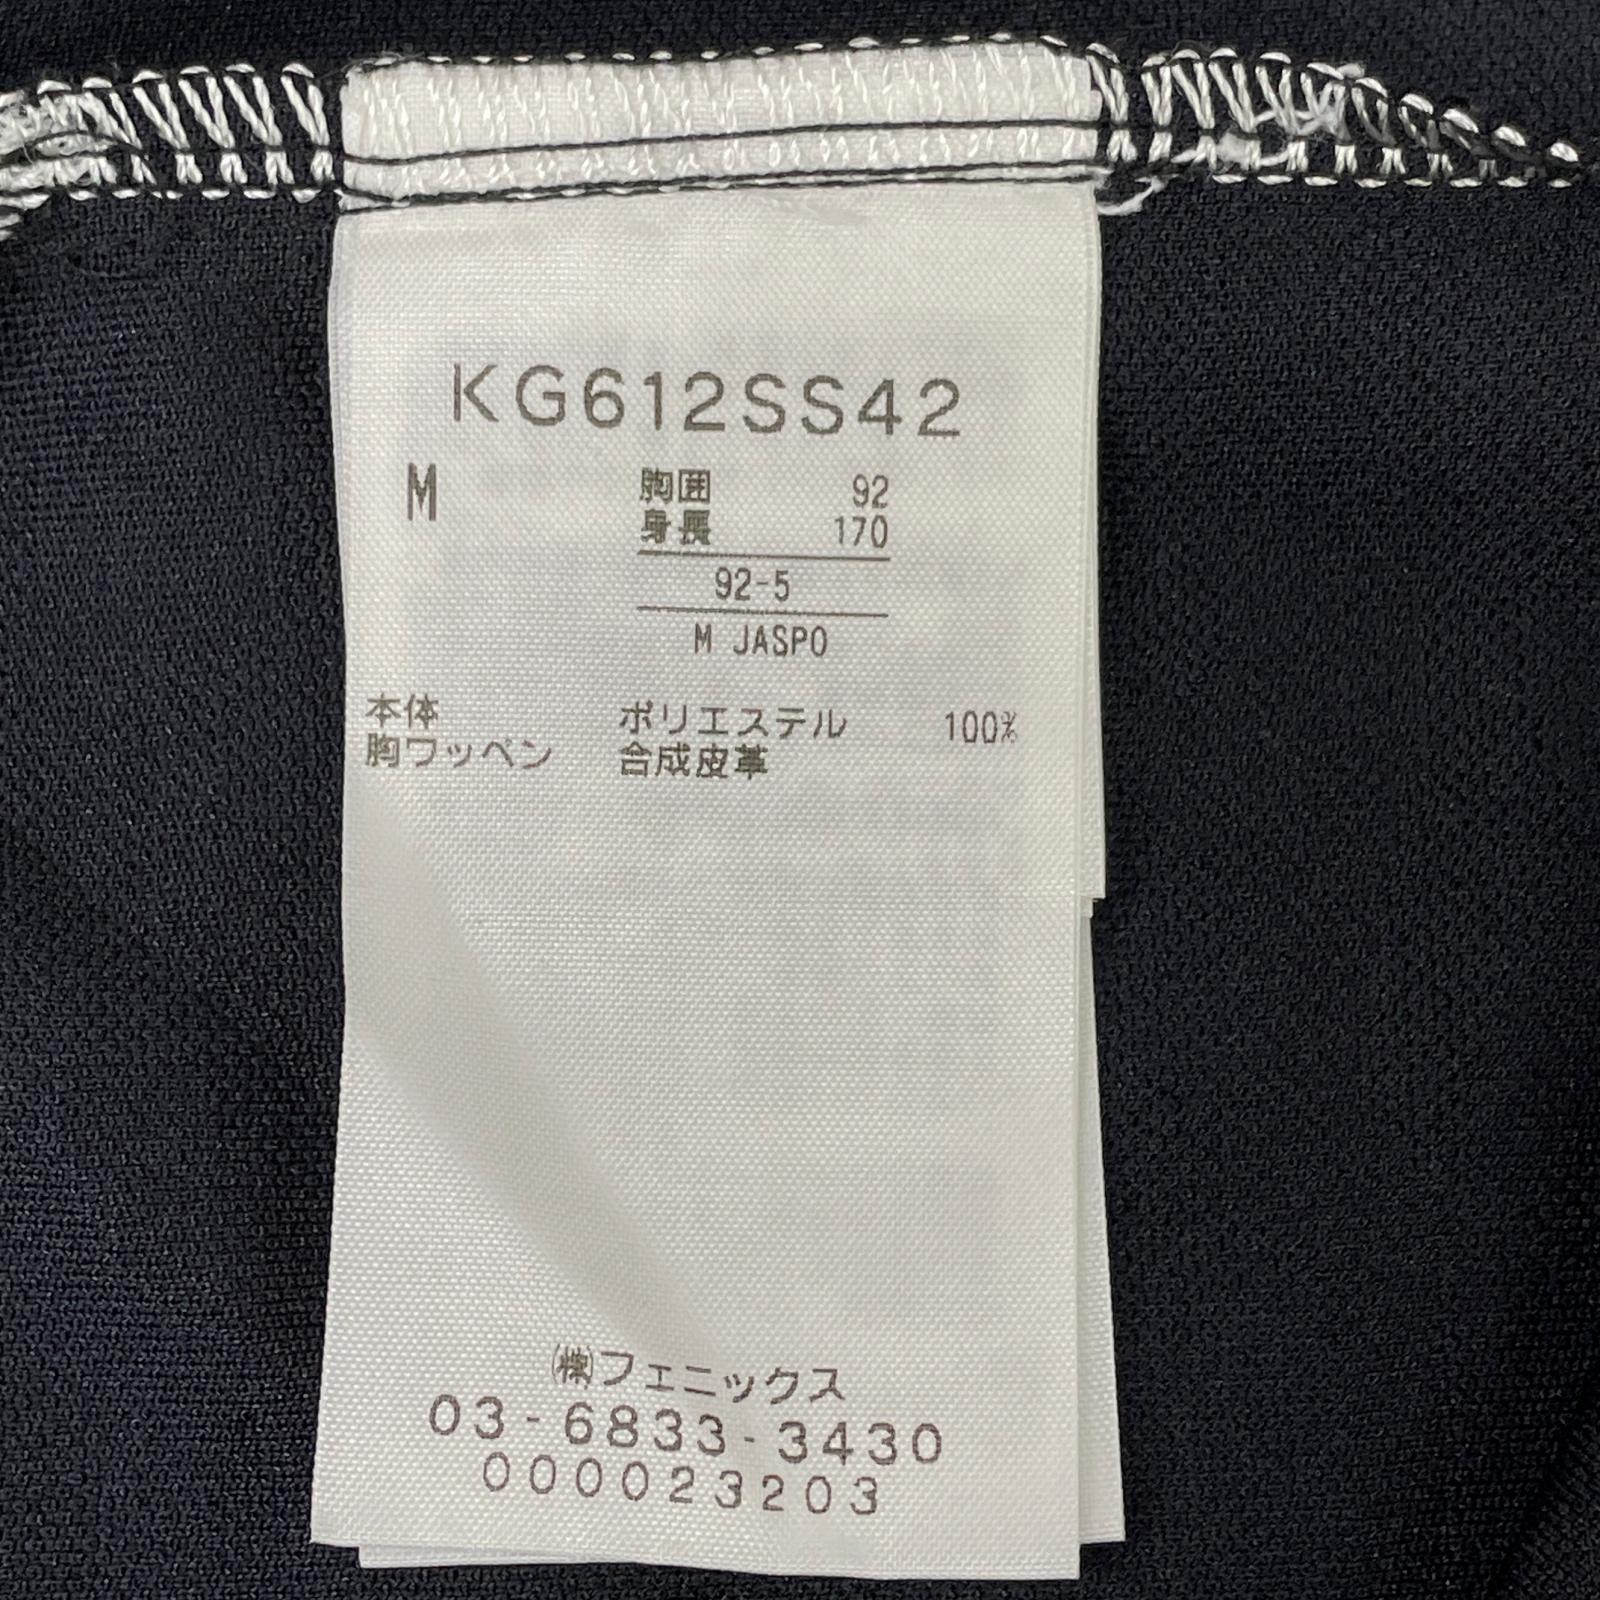 KG612SS42
M 胸囲 92
身長 170
92-5
M JASPO
本体 ポリエステル 100%
胸ワッペン 合成皮革
㈱フェニックス
03-6833-3430
000023203